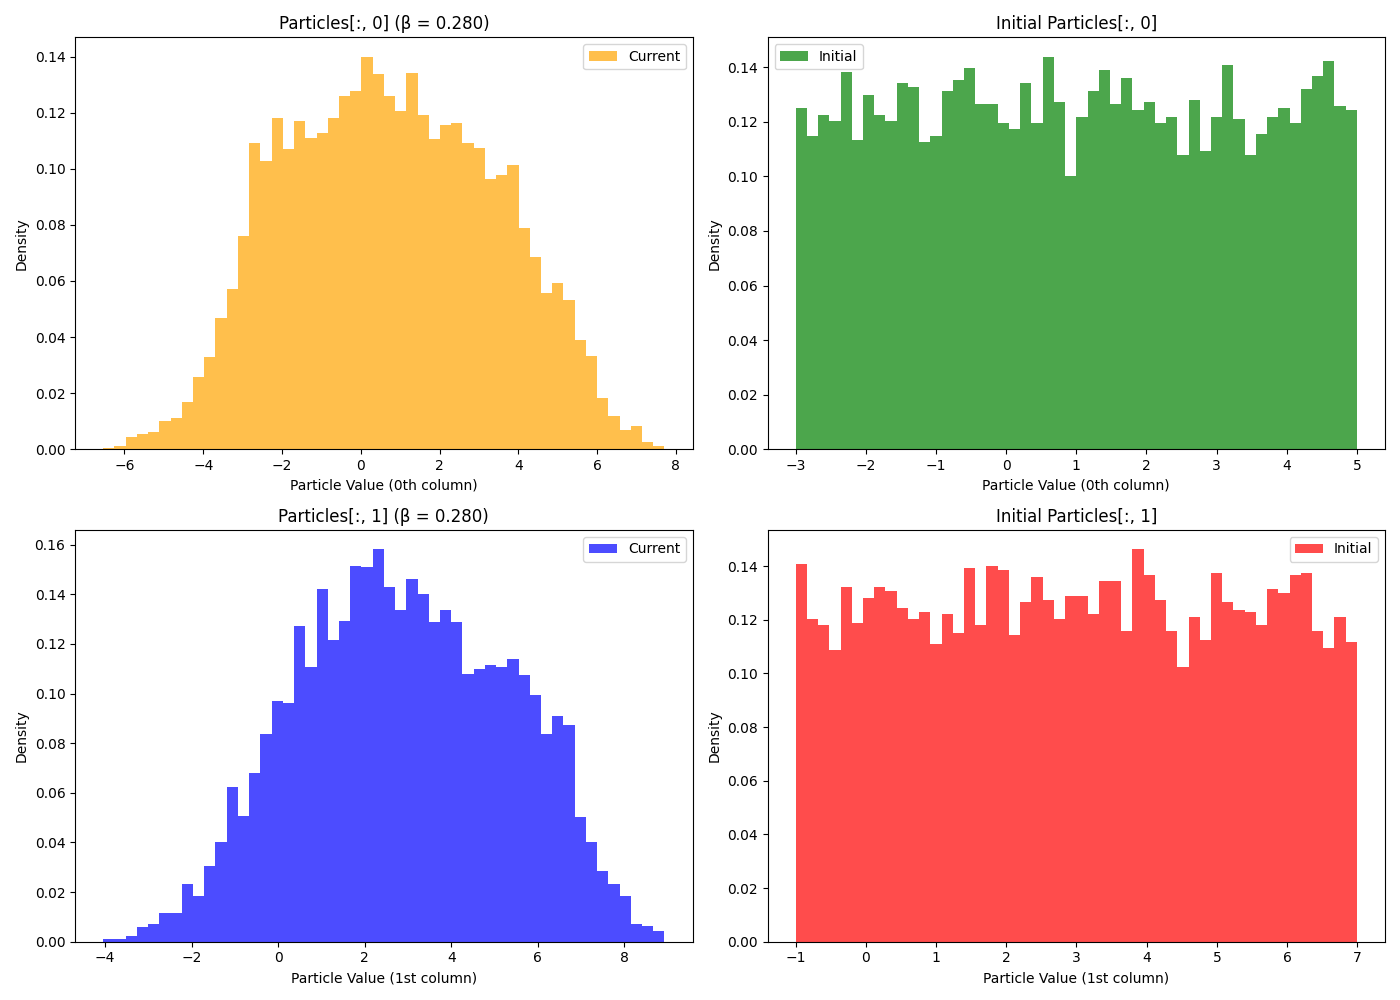 Particles[:, 0] (β = 0.280)
Current
0.14
0.12
0.10
0.08
0.06
0.04
0.02
0.00
Density
−6 −4 −2 0 2 4 6 8
Particle Value (0th column)
Initial Particles[:, 0]
Initial
0.14
0.12
0.10
0.08
0.06
0.04
0.02
0.00
Density
−3 −2 −1 0 1 2 3 4 5
Particle Value (0th column)
Particles[:, 1] (β = 0.280)
Current
0.16
0.14
0.12
0.10
0.08
0.06
0.04
0.02
0.00
Density
−4 −2 0 2 4 6 8
Particle Value (1st column)
Initial Particles[:, 1]
Initial
0.14
0.12
0.10
0.08
0.06
0.04
0.02
0.00
Density
−1 0 1 2 3 4 5 6 7
Particle Value (1st column)